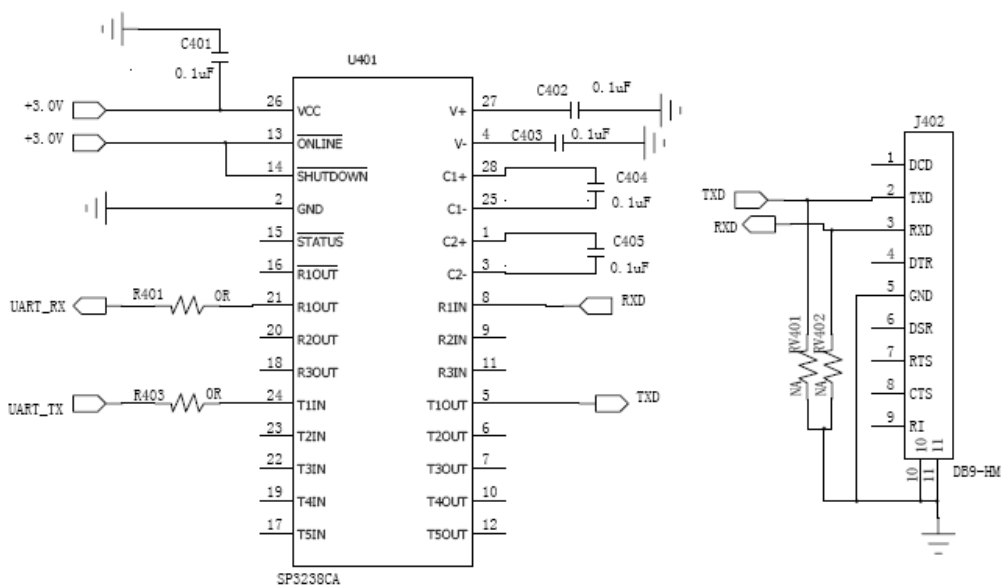 C401
0.1uF
U401
+3.0V
26
VCC
+3.0V
13
ONLINE
14
SHUTDOWN
2
GND
15
STATUS
16
R1OUT
UART_RX
R401
0R
21
R1OUT
20
R2OUT
18
R3OUT
UART_TX
R403
0R
24
T1IN
23
T2IN
22
T3IN
19
T4IN
17
T5IN
SP3238CA
V+
27
C402
0.1uF
V-
4
C403
0.1uF
C1+
28
C404
0.1uF
C1-
25
C2+
1
C405
0.1uF
C2-
3
R1IN
8
RXD
R2IN
9
R3IN
11
T1OUT
5
TXD
T2OUT
6
T3OUT
7
T4OUT
10
T5OUT
12
J402
1
DCD
TXD
2
TXD
RXD
3
RXD
4
DTR
5
GND
6
DSR
7
RTS
8
CTS
9
RI
RV401
NA
RV402
NA
10
11
10
11
DB9-HM